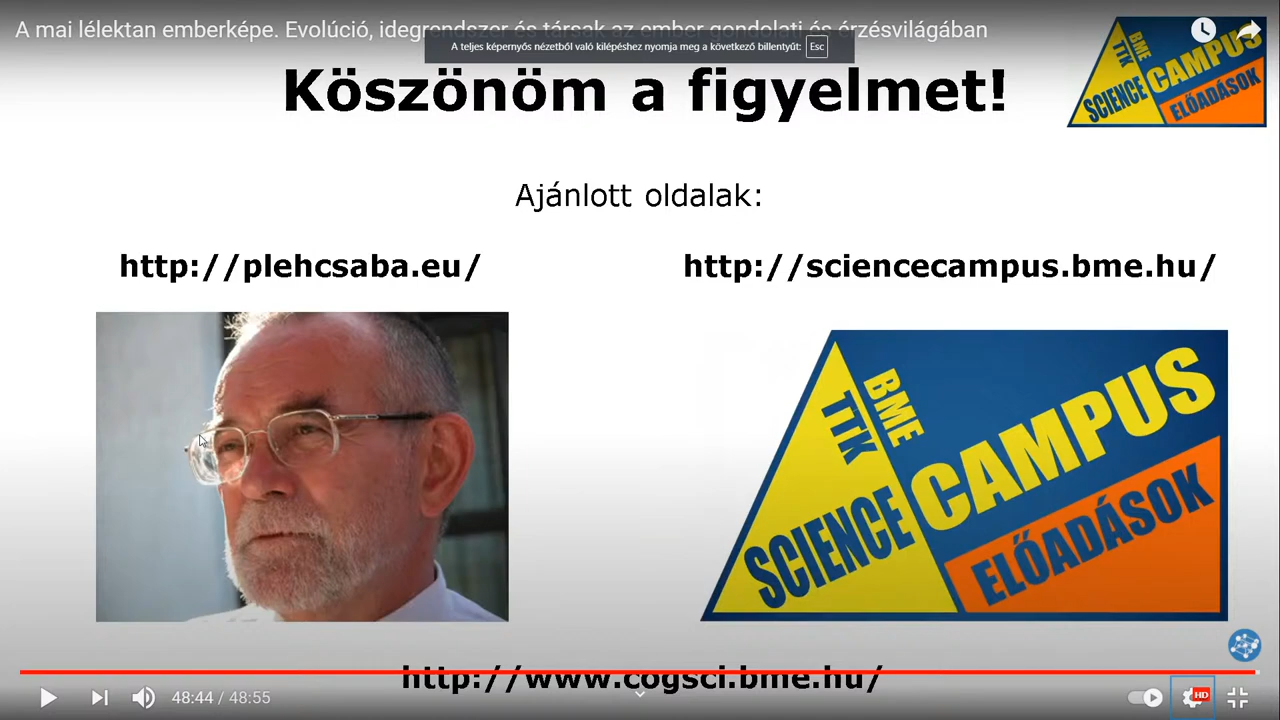 A mai lélektan emberképe. Evolúció, idegrendszer és társak az ember gondolati és érzésvilágában
A teljes képernyős nézetből való kilépéshez nyomja meg a következő billentyűt: Esc
Köszönöm a figyelmet!
BME
TTK
SCIENCE
CAMPUS
ELŐADÁSOK
Ajánlott oldalak:
http://plehcsaba.eu/
http://sciencecampus.bme.hu/
BME
TTK
SCIENCE
CAMPUS
ELŐADÁSOK
http://www.cogsci.bme.hu/
48:44 / 48:55
HD